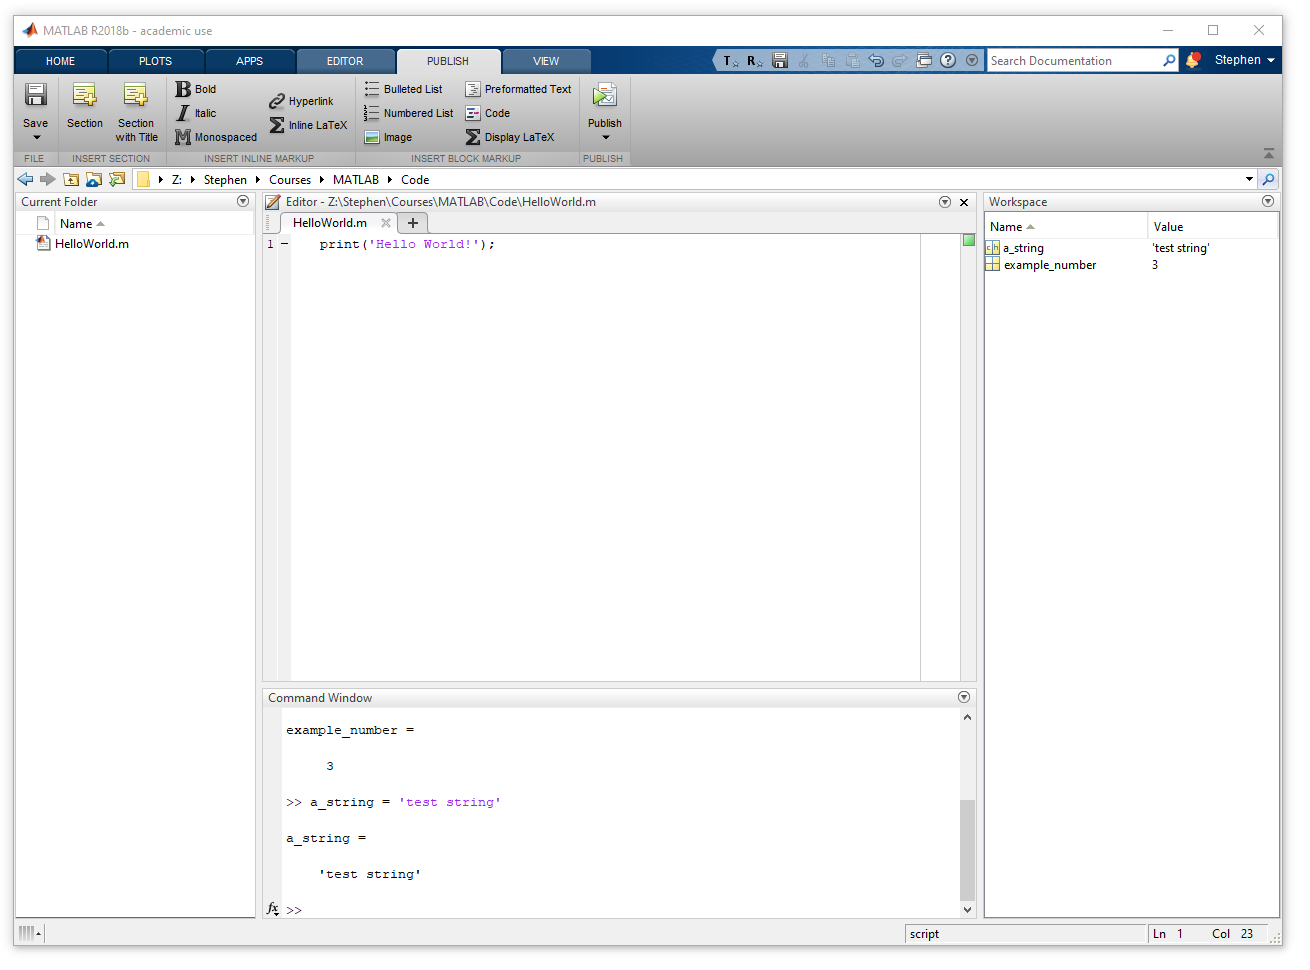 MATLAB R2018b - academic use
HOME PLOTS APPS EDITOR PUBLISH VIEW Search Documentation Stephen
Save Section Section with Title Bold Italic Monospaced Hyperlink Inline LaTeX Bulleted List Numbered List Image Preformatted Text Code Display LaTeX Publish
FILE INSERT SECTION INSERT INLINE MARKUP INSERT BLOCK MARKUP PUBLISH
Z: Stephen Courses MATLAB Code
Current Folder
Name
HelloWorld.m
Editor - Z:\Stephen\Courses\MATLAB\Code\HelloWorld.m
HelloWorld.m +
1 – print('Hello World!');
Workspace
Name Value
a_string 'test string'
example_number 3
Command Window
example_number =
3
>> a_string = 'test string'
a_string =
'test string'
fx >>
script Ln 1 Col 23